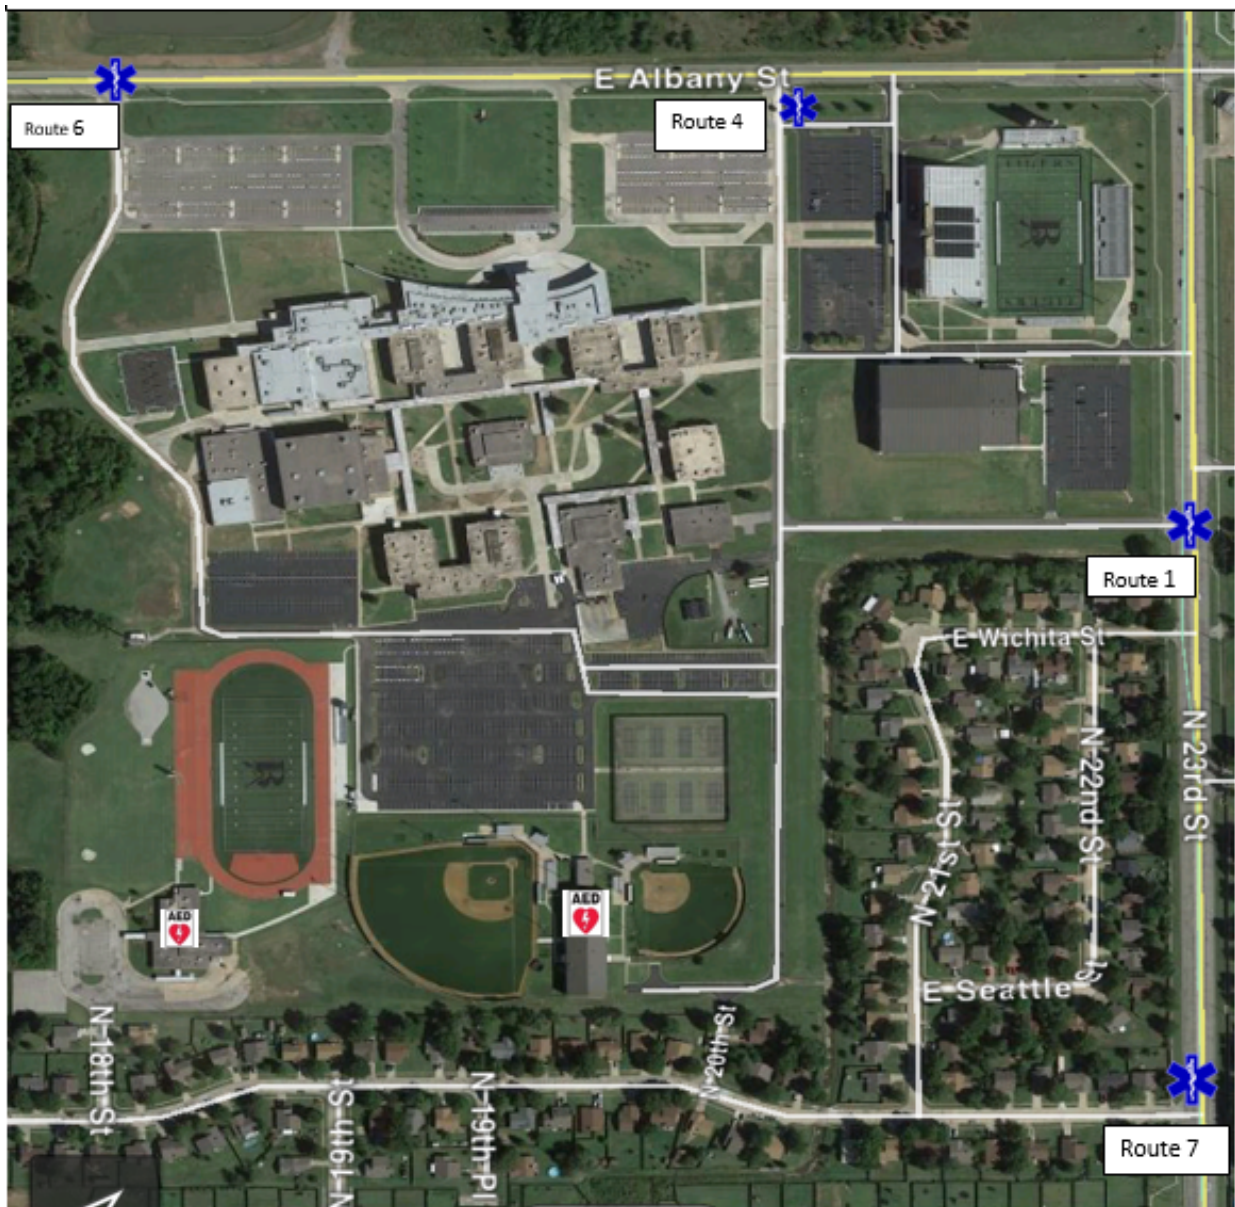 E Albany St
Route 6
Route 4
Route 1
E Wichita St
N 23rd St
N 22nd St
N 21st St
AED
AED
E Seattle St
N 20th St
N 18th St
N 19th St
N 19th Pl
Route 7